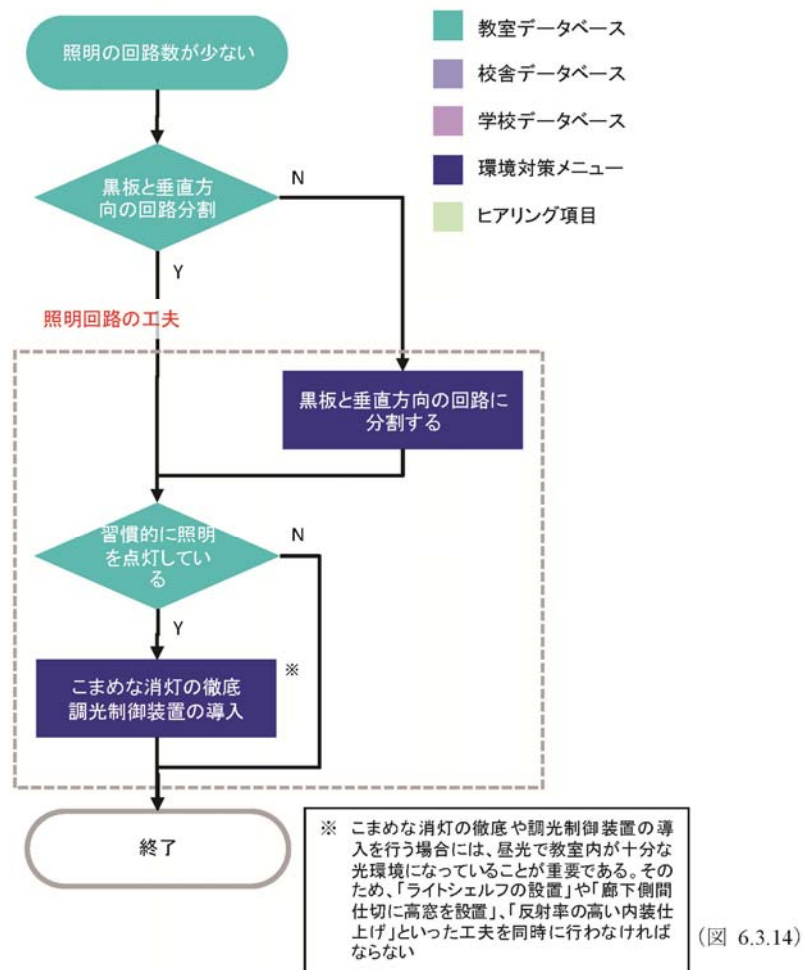 照明の回路数が少ない
教室データベース
校舎データベース
学校データベース
環境対策メニュー
ヒアリング項目
黒板と垂直方
向の回路分割
N
Y
照明回路の工夫
黒板と垂直方向の回路に
分割する
習慣的に照明
を点灯してい
る
N
Y
こまめな消灯の徹底
調光制御装置の導入
※
終了
※ こまめな消灯の徹底や調光制御装置の導
入を行う場合には、昼光で教室内が十分な
光環境になっていることが重要である。そ
のため、「ライトシェルフの設置」や「廊下側間
仕切に高窓を設置」、「反射率の高い内装仕
上げ」といった工夫を同時に行わなければ
ならない
(図 6.3.14)